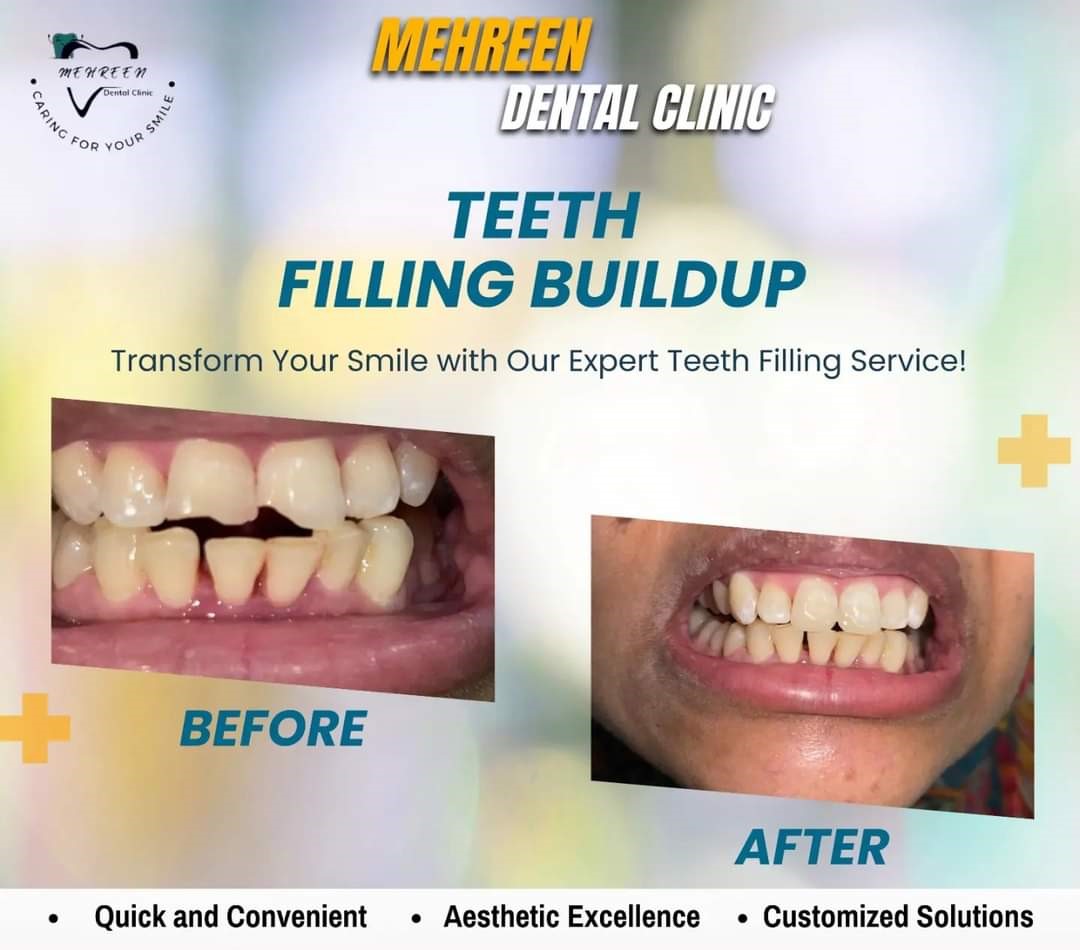 MEHREEN
Dental Clinic
CARING FOR YOUR SMILE
MEHREEN
DENTAL CLINIC
TEETH
FILLING BUILDUP
Transform Your Smile with Our Expert Teeth Filling Service!
BEFORE
AFTER
• Quick and Convenient • Aesthetic Excellence • Customized Solutions